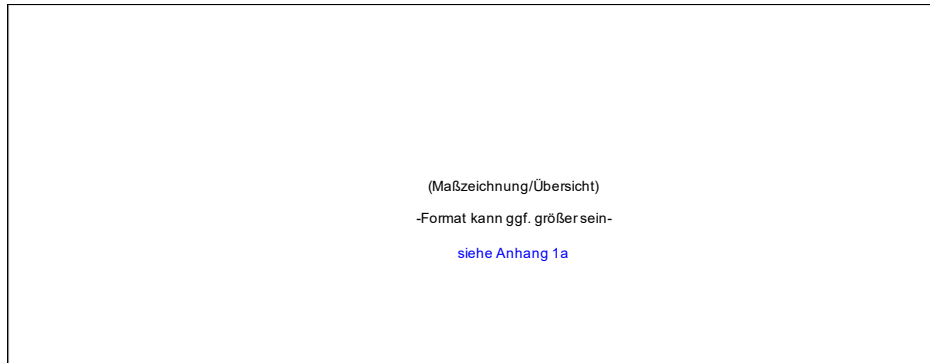 (Maßzeichnung/Übersicht)
-Format kann ggf. größer sein-
siehe Anhang 1a